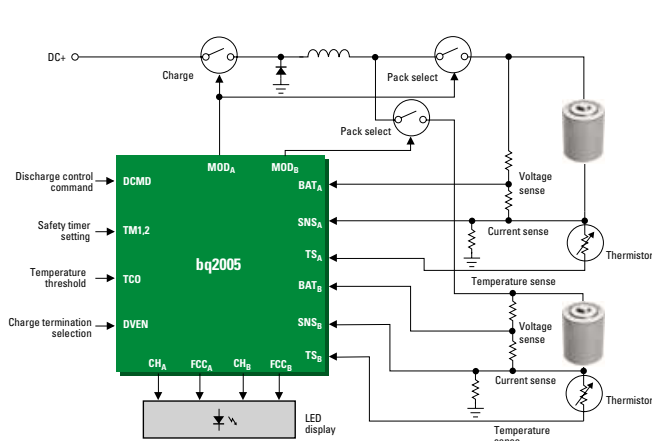 DC+
Charge
Pack select
Pack select
MODA
MODB
Discharge control
command
DCMD
BATA
Voltage
sense
Safety timer
setting
TM1,2
SNSA
Current sense
bq2005
TSA
Thermistor
Temperature
threshold
TCO
BATB
Temperature sense
Charge termination
selection
DVEN
SNSB
Voltage
sense
TSB
Current sense
CHA
FCCA
CHB
FCCB
Thermistor
LED
display
Temperature
sense